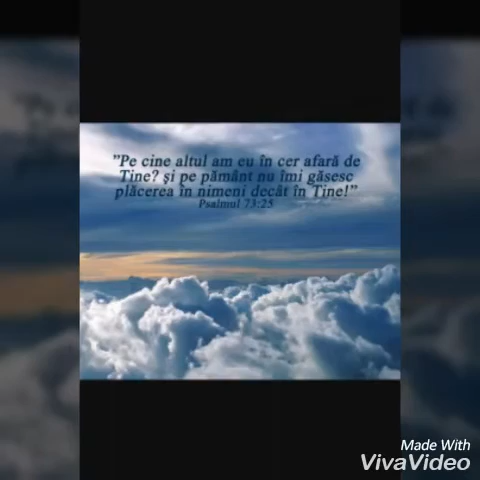 "Pe cine altul am eu în cer afară de
Tine? şi pe pământ nu îmi găsesc
plăcerea în nimeni decât în Tine!"
Psalmul 73:25
Made With
VivaVideo